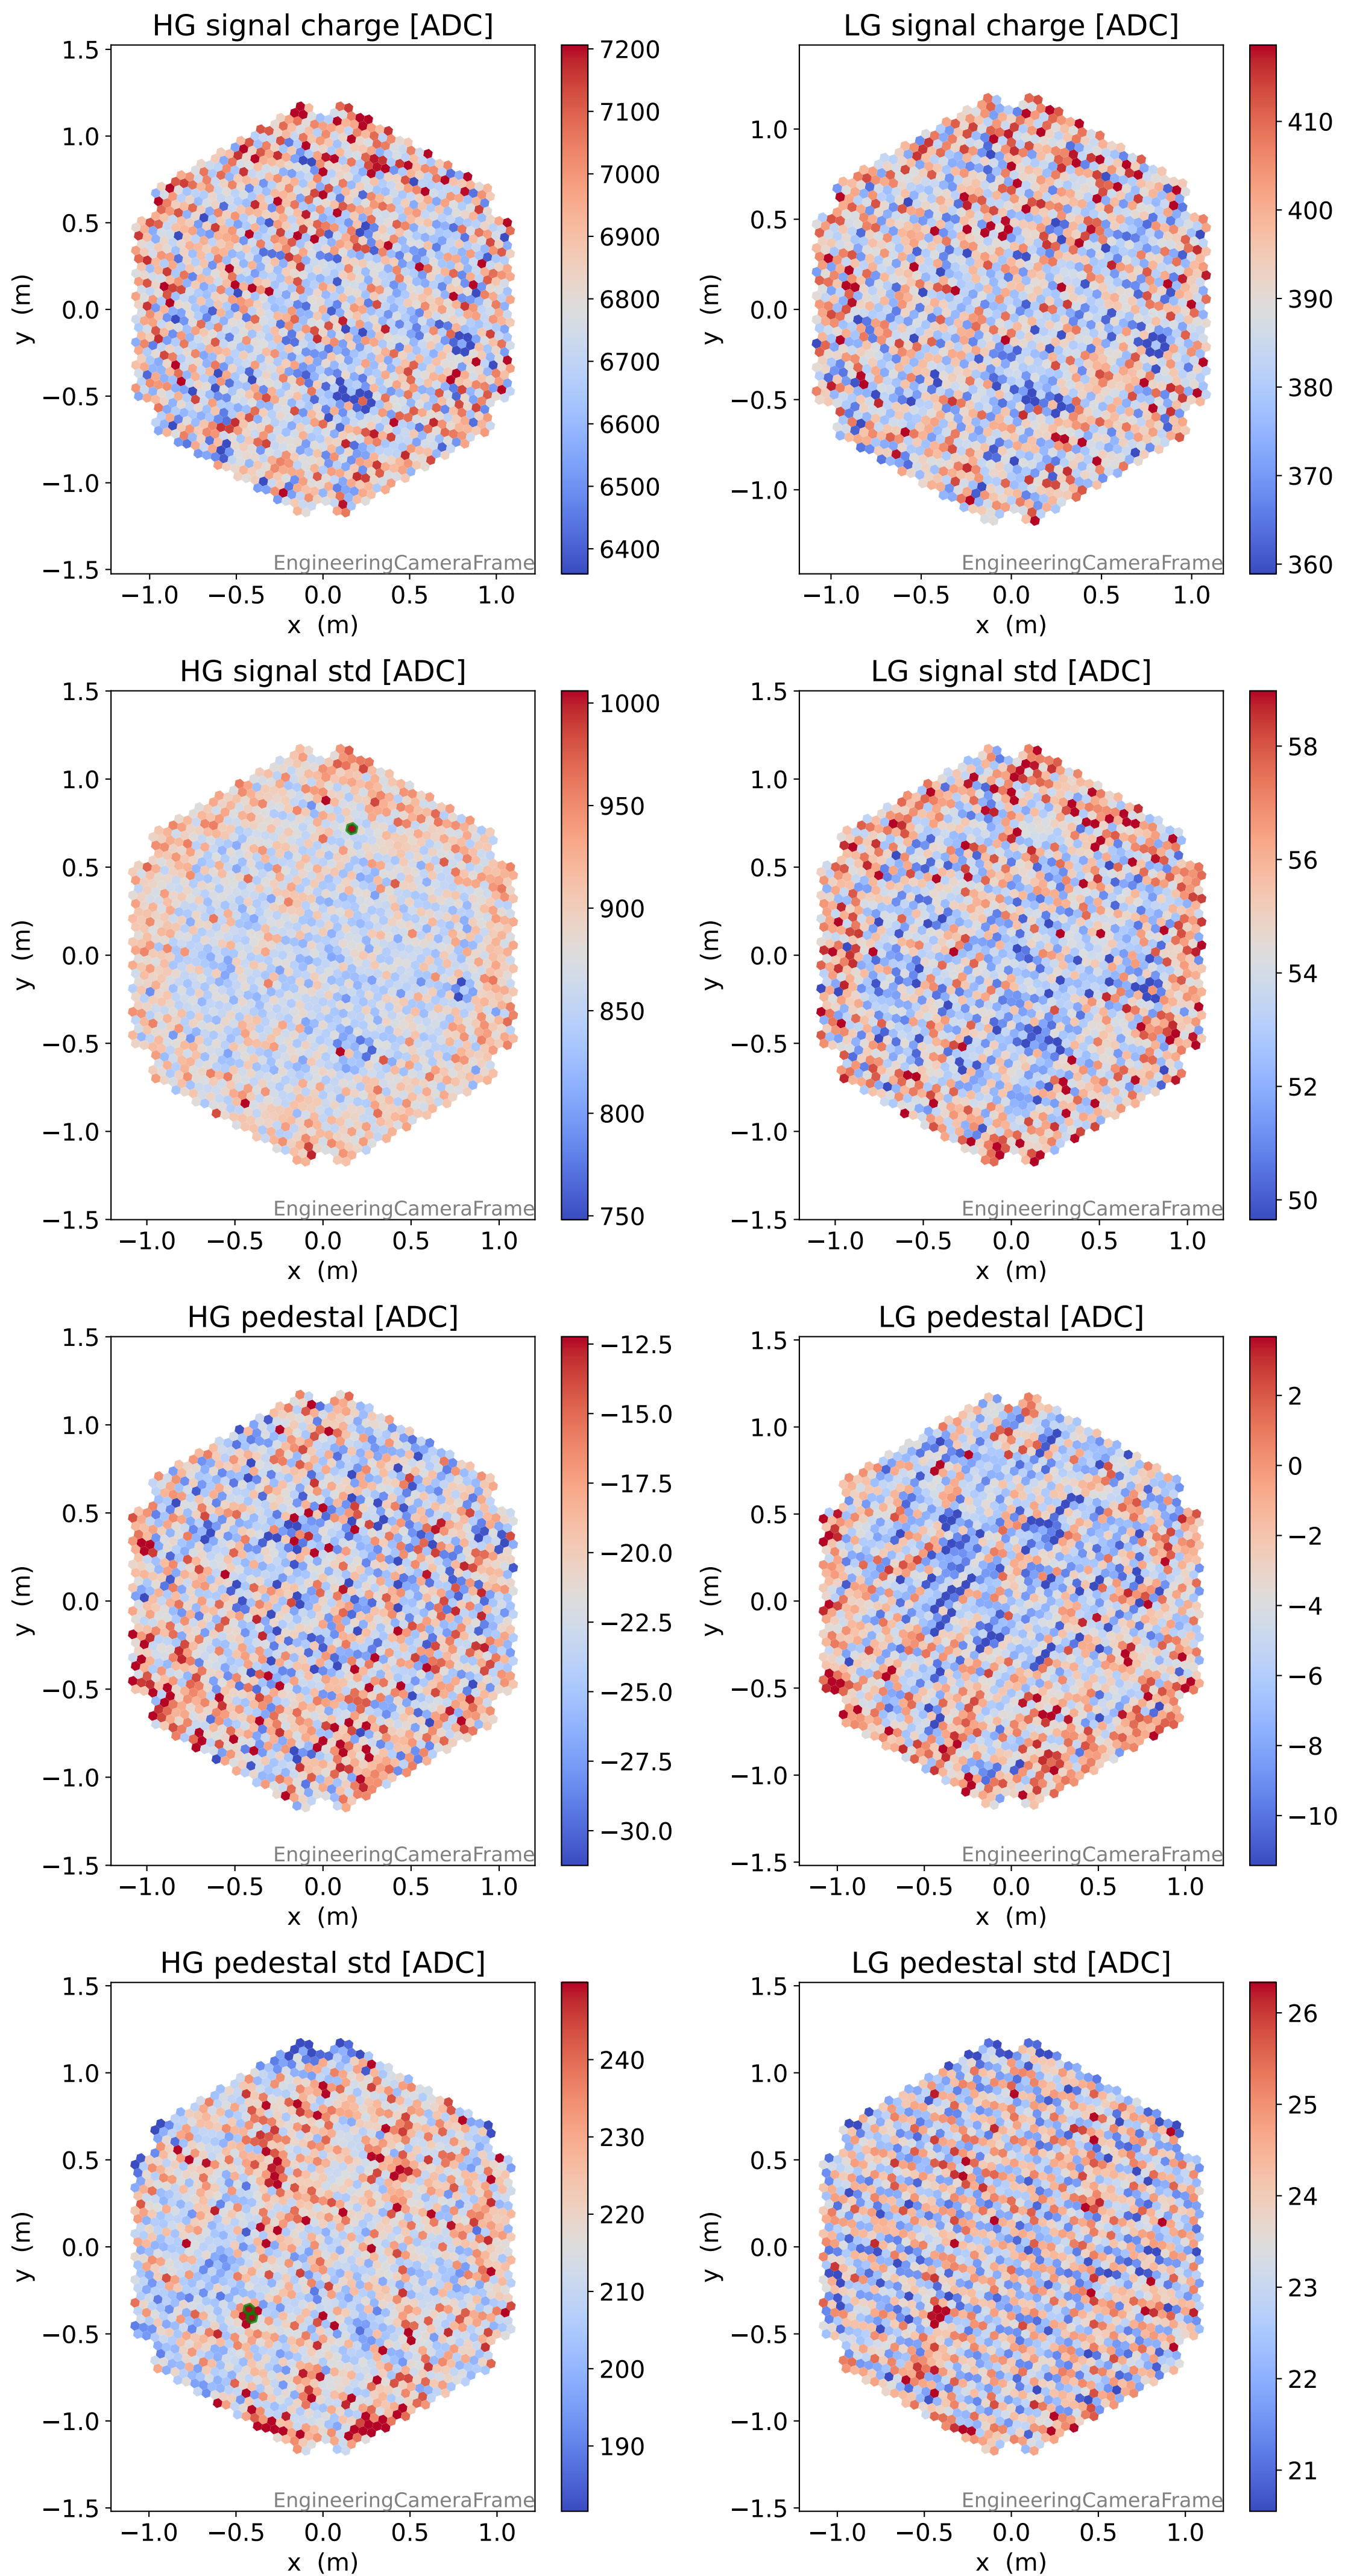 HG signal charge [ADC]
1.5
1.0
0.5
0.0
−0.5
−1.0
−1.5
y (m)
−1.0 −0.5 0.0 0.5 1.0
x (m)
EngineeringCameraFrame
7200
7100
7000
6900
6800
6700
6600
6500
6400
LG signal charge [ADC]
1.0
0.5
0.0
−0.5
−1.0
y (m)
−1.0 −0.5 0.0 0.5 1.0
x (m)
EngineeringCameraFrame
410
400
390
380
370
360
HG signal std [ADC]
1.5
1.0
0.5
0.0
−0.5
−1.0
−1.5
y (m)
−1.0 −0.5 0.0 0.5 1.0
x (m)
EngineeringCameraFrame
1000
950
900
850
800
750
LG signal std [ADC]
1.5
1.0
0.5
0.0
−0.5
−1.0
−1.5
y (m)
−1.0 −0.5 0.0 0.5 1.0
x (m)
EngineeringCameraFrame
58
56
54
52
50
HG pedestal [ADC]
1.5
1.0
0.5
0.0
−0.5
−1.0
−1.5
y (m)
−1.0 −0.5 0.0 0.5 1.0
x (m)
EngineeringCameraFrame
−12.5
−15.0
−17.5
−20.0
−22.5
−25.0
−27.5
−30.0
LG pedestal [ADC]
1.5
1.0
0.5
0.0
−0.5
−1.0
−1.5
y (m)
−1.0 −0.5 0.0 0.5 1.0
x (m)
EngineeringCameraFrame
2
0
−2
−4
−6
−8
−10
HG pedestal std [ADC]
1.5
1.0
0.5
0.0
−0.5
−1.0
−1.5
y (m)
−1.0 −0.5 0.0 0.5 1.0
x (m)
EngineeringCameraFrame
240
230
220
210
200
190
LG pedestal std [ADC]
1.5
1.0
0.5
0.0
−0.5
−1.0
−1.5
y (m)
−1.0 −0.5 0.0 0.5 1.0
x (m)
EngineeringCameraFrame
26
25
24
23
22
21